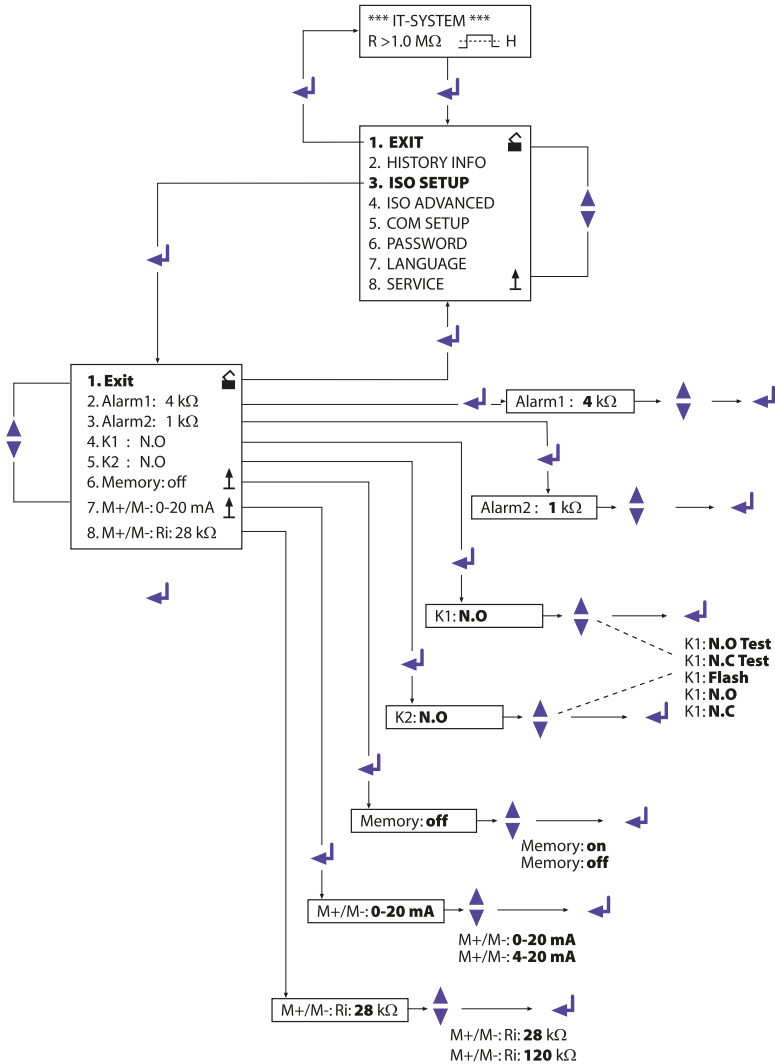 *** IT-SYSTEM ***
R >1.0 MΩ H
1. EXIT
2. HISTORY INFO
3. ISO SETUP
4. ISO ADVANCED
5. COM SETUP
6. PASSWORD
7. LANGUAGE
8. SERVICE
1. Exit
2. Alarm1: 4 kΩ
3. Alarm2: 1 kΩ
4. K1 : N.O
5. K2 : N.O
6. Memory: off
7. M+/M-: 0-20 mA
8. M+/M-: Ri: 28 kΩ
Alarm1 : 4 kΩ
Alarm2 : 1 kΩ
K1: N.O
K1: N.O Test
K1: N.C Test
K1: Flash
K1: N.O
K1: N.C
K2: N.O
Memory: off
Memory: on
Memory: off
M+/M-: 0-20 mA
M+/M-: 0-20 mA
M+/M-: 4-20 mA
M+/M-: Ri: 28 kΩ
M+/M-: Ri: 28 kΩ
M+/M-: Ri: 120 kΩ